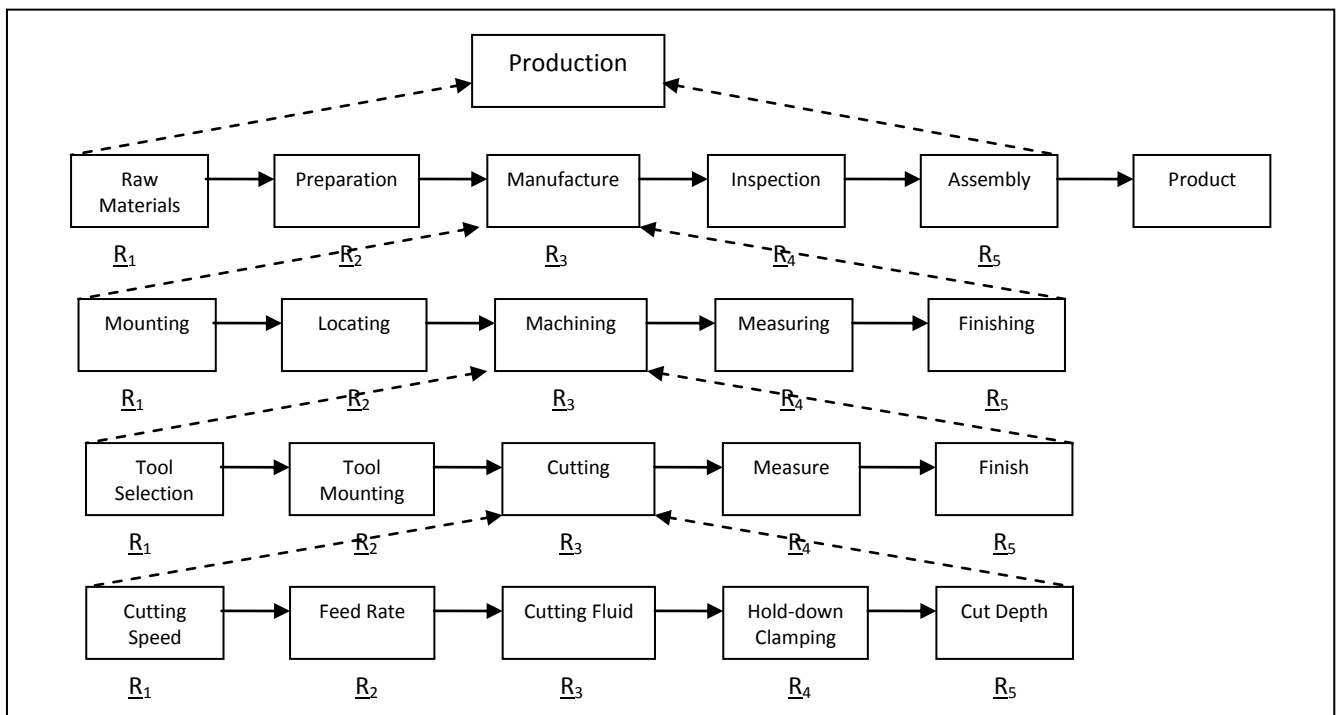 Production
Raw
Materials
Preparation
Manufacture
Inspection
Assembly
Product
R₁
R₂
R₃
R₄
R₅
Mounting
Locating
Machining
Measuring
Finishing
R₁
R₂
R₃
R₄
R₅
Tool
Selection
Tool
Mounting
Cutting
Measure
Finish
R₁
R₂
R₃
R₄
R₅
Cutting
Speed
Feed Rate
Cutting Fluid
Hold-down
Clamping
Cut Depth
R₁
R₂
R₃
R₄
R₅